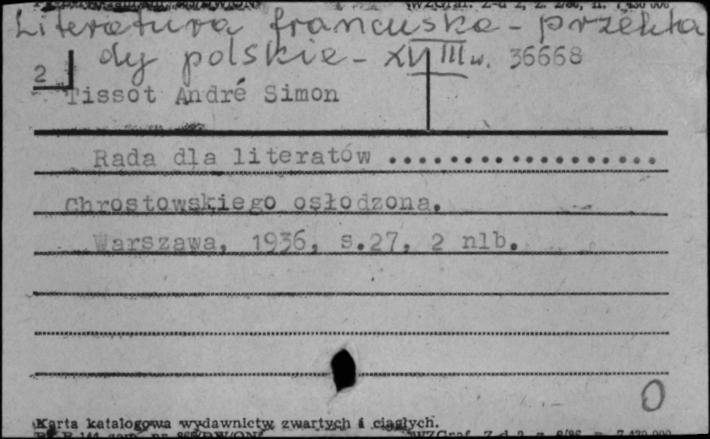 Literatura francuska - przekła
dy polskie - XVIII w. 36668
2
Tissot André Simon
Rada dla literatów ..................
Chrostowskiego osłodzona.
Warszawa, 1936, s.27, 2 nlb.
O
Karta katalogowa wydawnictw zwartych i ciągłych.